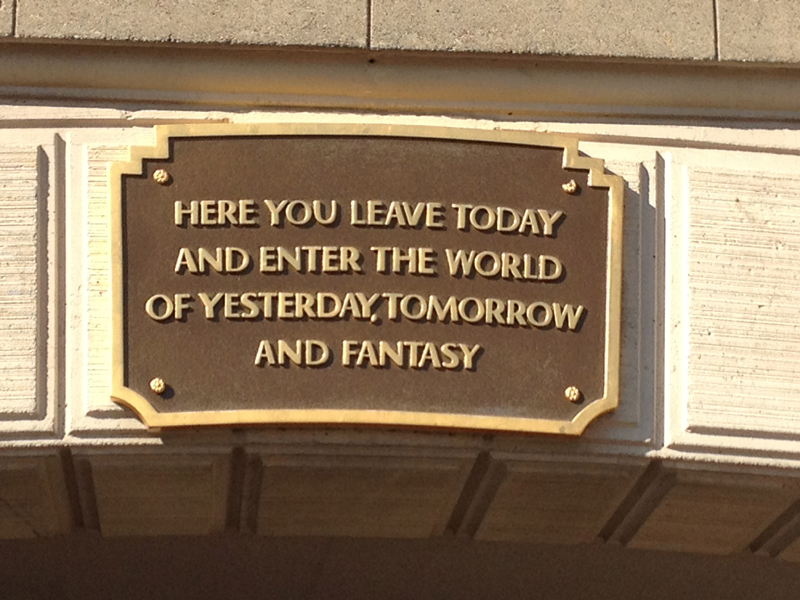 HERE YOU LEAVE TODAY
AND ENTER THE WORLD
OF YESTERDAY, TOMORROW
AND FANTASY